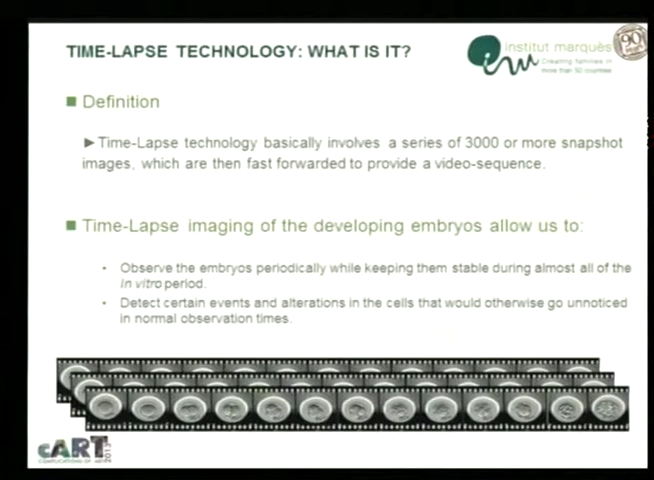 TIME-LAPSE TECHNOLOGY: WHAT IS IT?
institut marquès
Creating families in
more than 50 countries
90
Definition
Time-Lapse technology basically involves a series of 3000 or more snapshot
images, which are then fast forwarded to provide a video-sequence.
Time-Lapse imaging of the developing embryos allow us to:
• Observe the embryos periodically while keeping them stable during almost all of the
In vitro period.
• Detect certain events and alterations in the cells that would otherwise go unnoticed
in normal observation times.
cART
2013